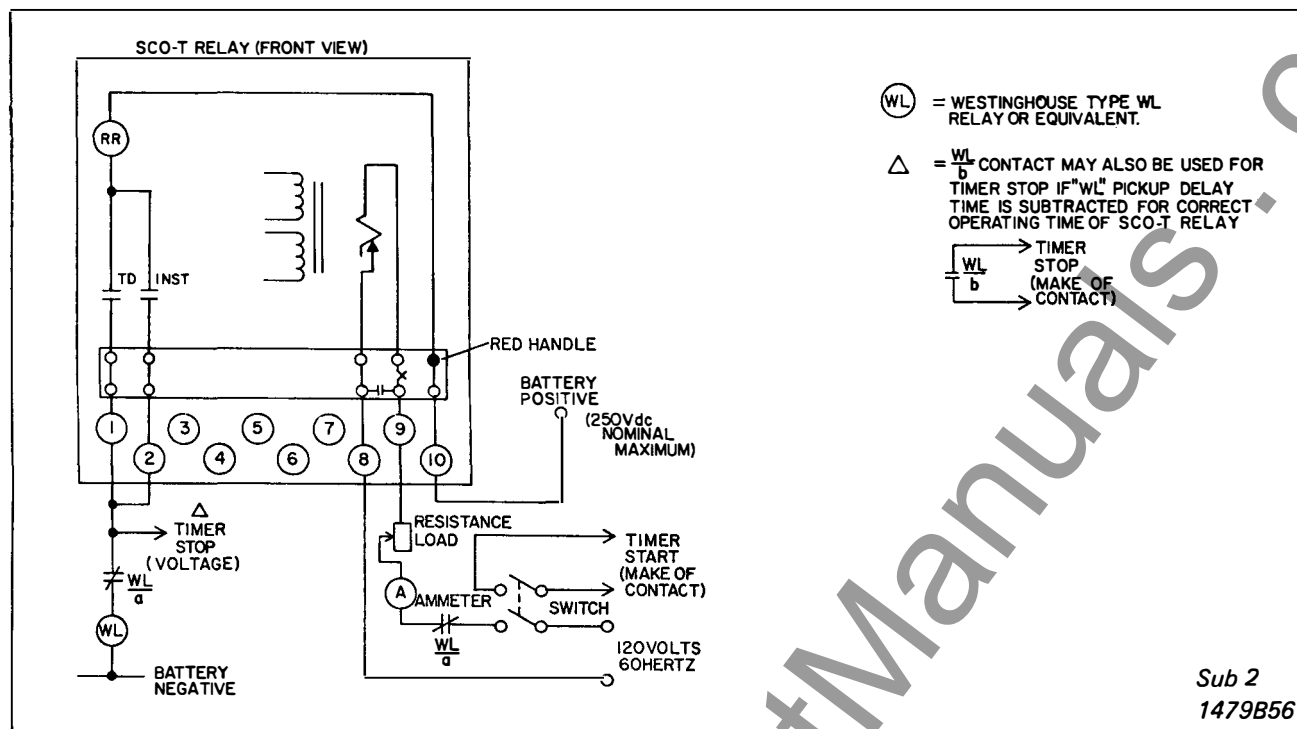 SCO-T RELAY (FRONT VIEW)
RR
TD
INST
RED HANDLE
BATTERY
POSITIVE
(250Vdc
NOMINAL
MAXIMUM)
1
2
3
4
5
6
7
8
9
10
△
TIMER
STOP
(VOLTAGE)
WL
a
WL
BATTERY
NEGATIVE
RESISTANCE
LOAD
A
AMMETER
WL
a
TIMER
START
(MAKE OF
CONTACT)
SWITCH
120VOLTS
60HERTZ
WL = WESTINGHOUSE TYPE WL
RELAY OR EQUIVALENT.
△ = WL/b CONTACT MAY ALSO BE USED FOR
TIMER STOP IF "WL" PICKUP DELAY
TIME IS SUBTRACTED FOR CORRECT
OPERATING TIME OF SCO-T RELAY
WL
b
TIMER
STOP
(MAKE OF
CONTACT)
Sub 2
1479B56
tManuals.